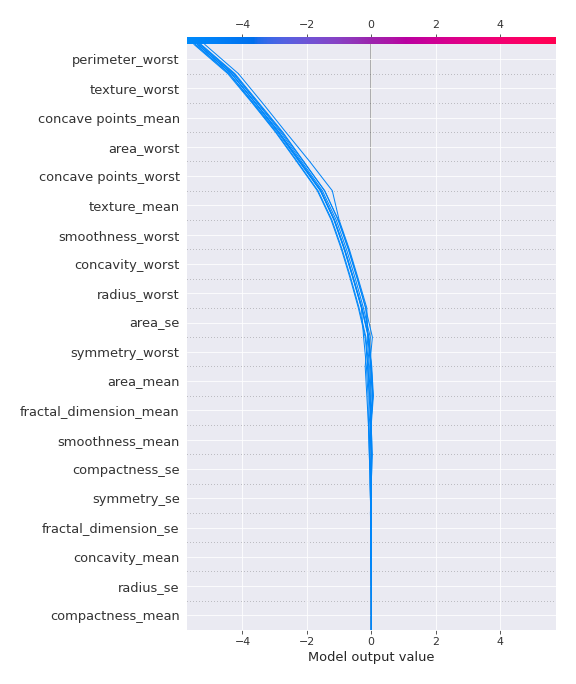 −4 −2 0 2 4
perimeter_worst
texture_worst
concave points_mean
area_worst
concave points_worst
texture_mean
smoothness_worst
concavity_worst
radius_worst
area_se
symmetry_worst
area_mean
fractal_dimension_mean
smoothness_mean
compactness_se
symmetry_se
fractal_dimension_se
concavity_mean
radius_se
compactness_mean
−4 −2 0 2 4
Model output value